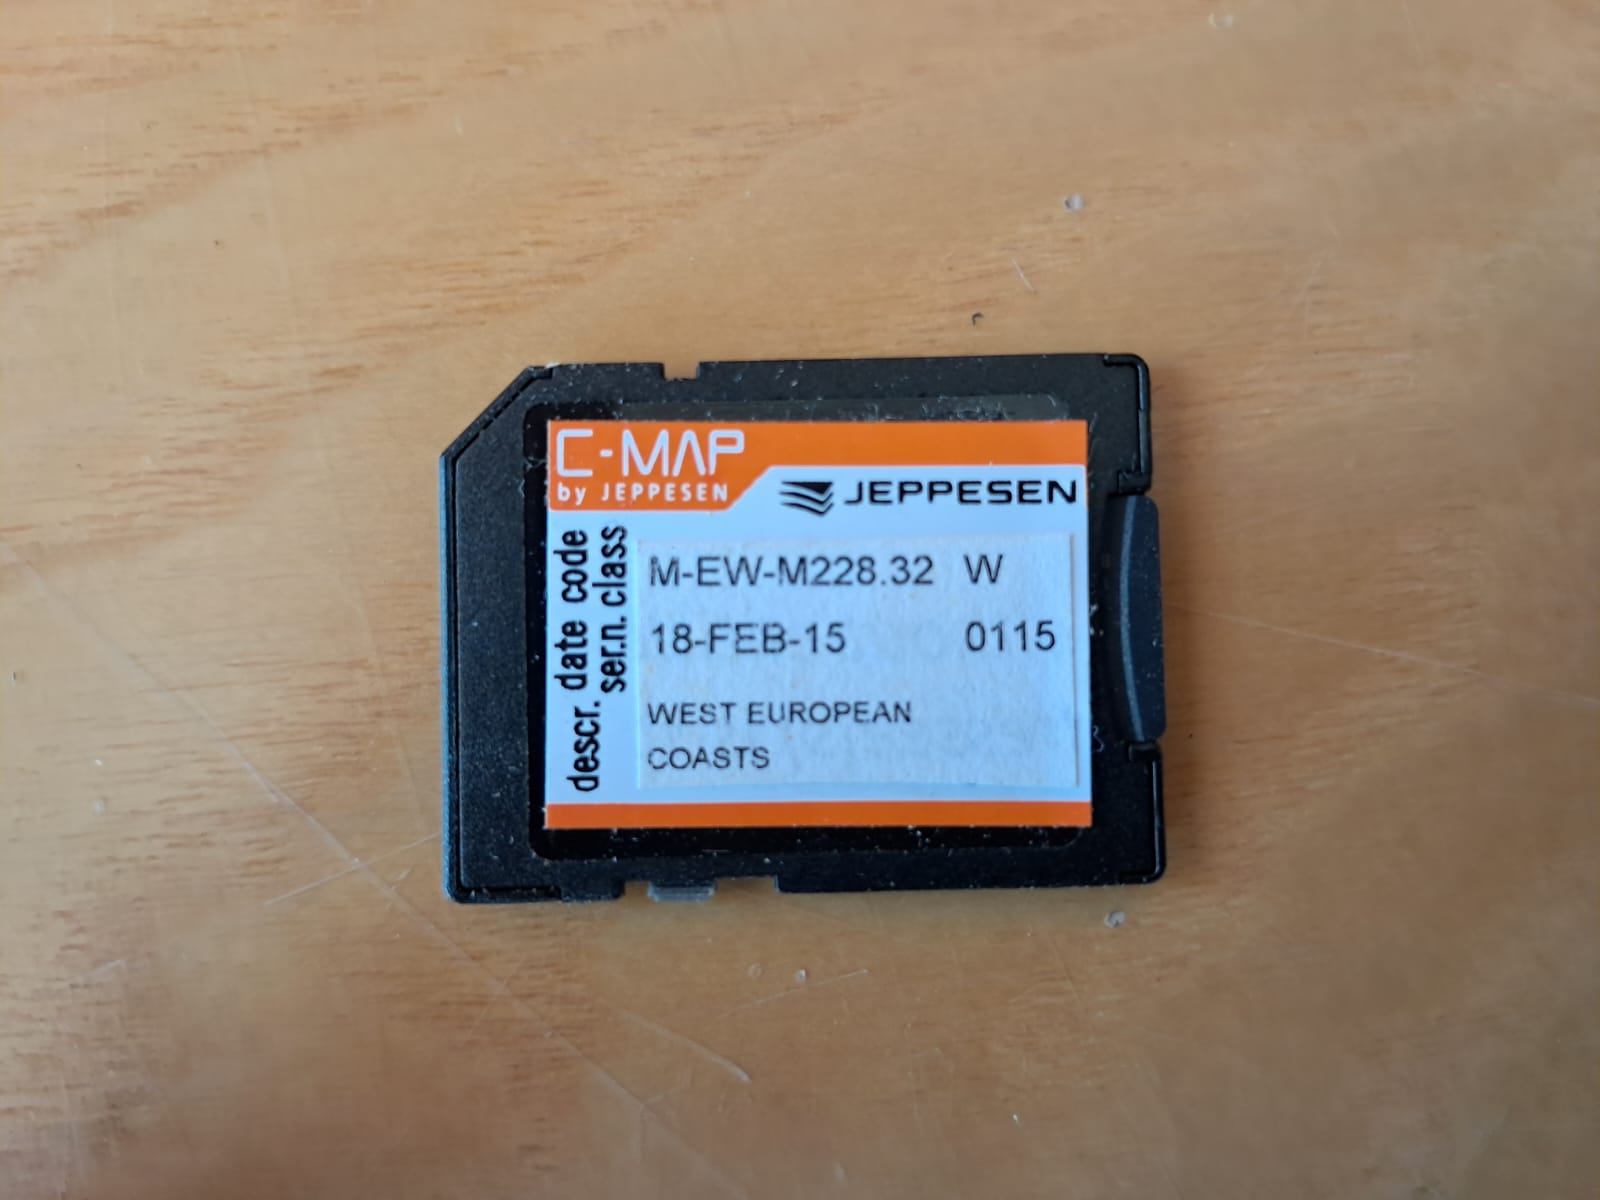 C-MAP
by JEPPESEN
JEPPESEN
descr. date code
ser.n. class
M-EW-M228.32 W
18-FEB-15 0115
WEST EUROPEAN
COASTS